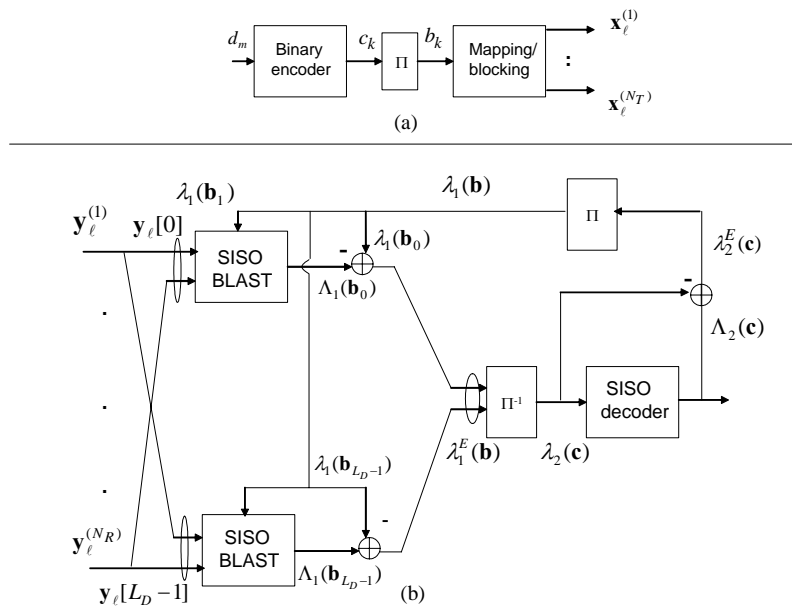 d_m
Binary encoder
c_k
Π
b_k
Mapping/ blocking
x_ℓ^(1)
:
x_ℓ^(N_T)
(a)
y_ℓ^(1)
y_ℓ[0]
λ_1(b_1)
SISO BLAST
-
λ_1(b_0)
Λ_1(b_0)
λ_1(b)
Π
λ_2^E(c)
-
Λ_2(c)
Π^-1
SISO decoder
λ_1^E(b)
λ_2(c)
λ_1(b_{L_D-1})
-
SISO BLAST
Λ_1(b_{L_D-1})
y_ℓ^(N_R)
y_ℓ[L_D-1]
(b)